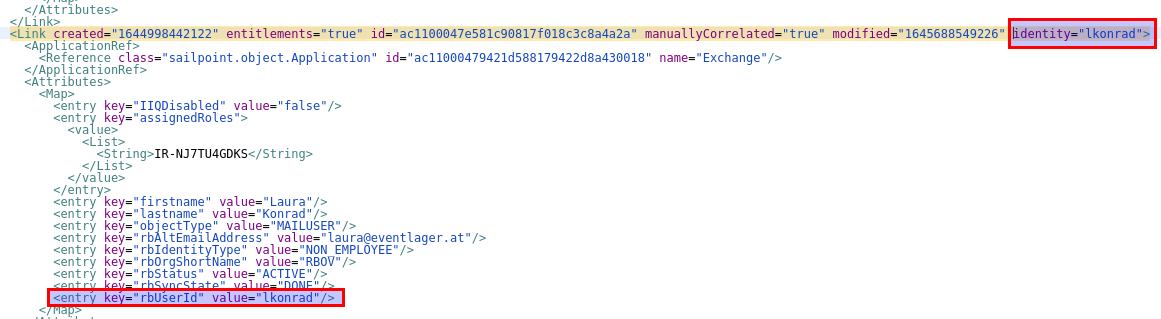 </Attributes>
</Link>
<Link created="1644998442122" entitlements="true" id="ac1100047e581c90817f018c3c8a4a2a" manuallyCorrelated="true" modified="1645688549226" identity="lkonrad">
<ApplicationRef>
<Reference class="sailpoint.object.Application" id="ac11000479421d588179422d8a430018" name="Exchange"/>
</ApplicationRef>
<Attributes>
<Map>
<entry key="IIQDisabled" value="false"/>
<entry key="assignedRoles">
<value>
<List>
<String>IR-NJ7TU4GDKS</String>
</List>
</value>
</entry>
<entry key="firstname" value="Laura"/>
<entry key="lastname" value="Konrad"/>
<entry key="objectType" value="MAILUSER"/>
<entry key="rbAltEmailAddress" value="laura@eventlager.at"/>
<entry key="rbIdentityType" value="NON_EMPLOYEE"/>
<entry key="rbOrgShortName" value="RBOV"/>
<entry key="rbStatus" value="ACTIVE"/>
<entry key="rbSyncState" value="DONE"/>
<entry key="rbUserId" value="lkonrad"/>
</Map>